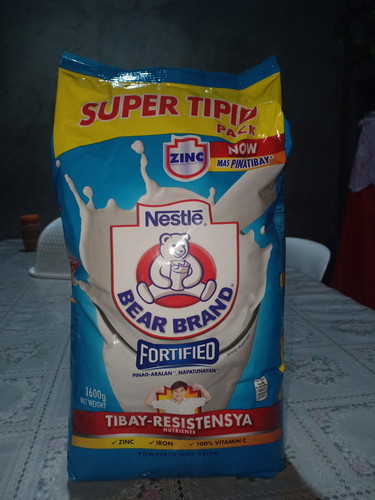 SUPER TIPID
PACK
ZINC
NOW
MAS PINATIBAY
Nestlé
BEAR BRAND
FORTIFIED
PINAG-ARALAN NAPATUNAYAN
1600g
NET WEIGHT
TIBAY-RESISTENSYA
NUTRIENTS
✓ ZINC ✓ IRON ✓ 100% VITAMIN C
POWDERED MILK DRINK